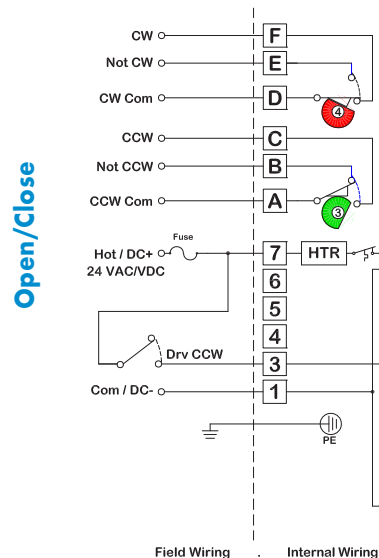 Open/Close
CW F
Not CW E
CW Com D
4
CCW C
Not CCW B
CCW Com A
3
Fuse
Hot / DC+ 7 HTR
24 VAC/VDC
6
5
4
Drv CCW 3
Com / DC- 1
PE
Field Wiring . Internal Wiring